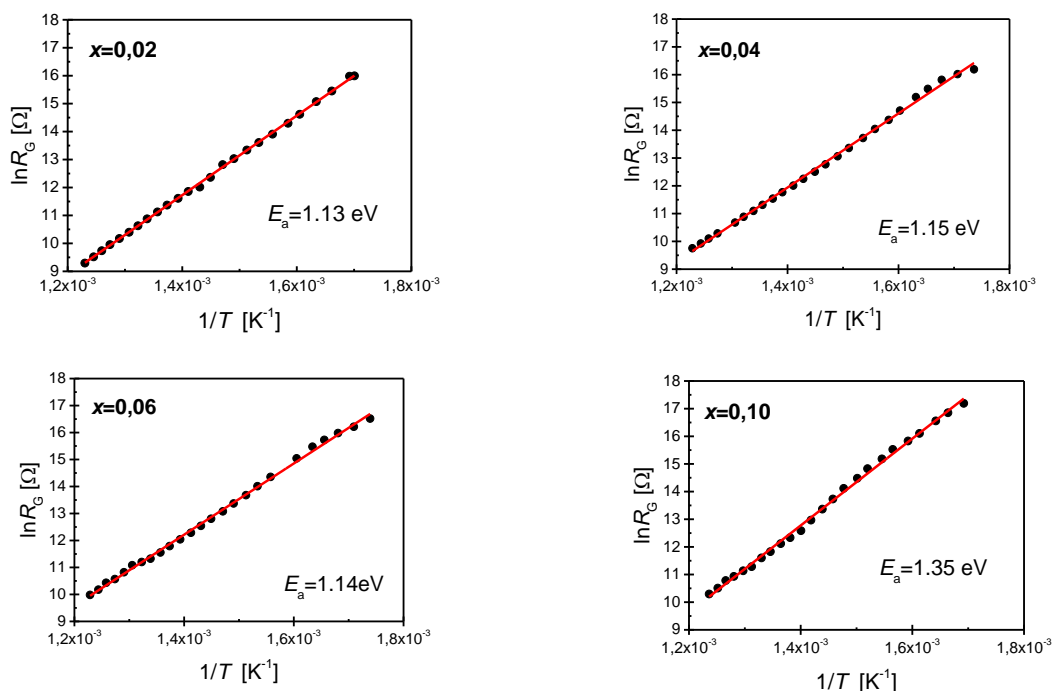 18
17
16
15
14
13
12
11
10
9
x=0,02
lnR_G [Ω]
E_a=1.13 eV
1,2x10⁻³ 1,4x10⁻³ 1,6x10⁻³ 1,8x10⁻³
1/T [K⁻¹]
18
17
16
15
14
13
12
11
10
9
x=0,04
lnR_G [Ω]
E_a=1.15 eV
1,2x10⁻³ 1,4x10⁻³ 1,6x10⁻³ 1,8x10⁻³
1/T [K⁻¹]
18
17
16
15
14
13
12
11
10
9
x=0,06
lnR_G [Ω]
E_a=1.14eV
1,2x10⁻³ 1,4x10⁻³ 1,6x10⁻³ 1,8x10⁻³
1/T [K⁻¹]
18
17
16
15
14
13
12
11
10
9
x=0,10
lnR_G [Ω]
E_a=1.35 eV
1,2x10⁻³ 1,4x10⁻³ 1,6x10⁻³ 1,8x10⁻³
1/T [K⁻¹]